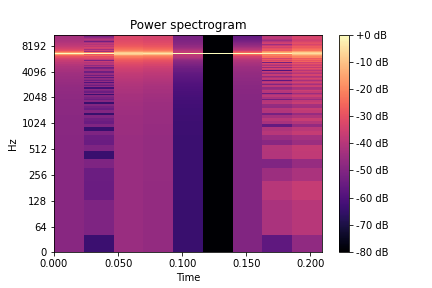 Power spectrogram
Hz
8192
4096
2048
1024
512
256
128
64
0
0.000 0.050 0.100 0.150 0.200
Time
+0 dB
-10 dB
-20 dB
-30 dB
-40 dB
-50 dB
-60 dB
-70 dB
-80 dB